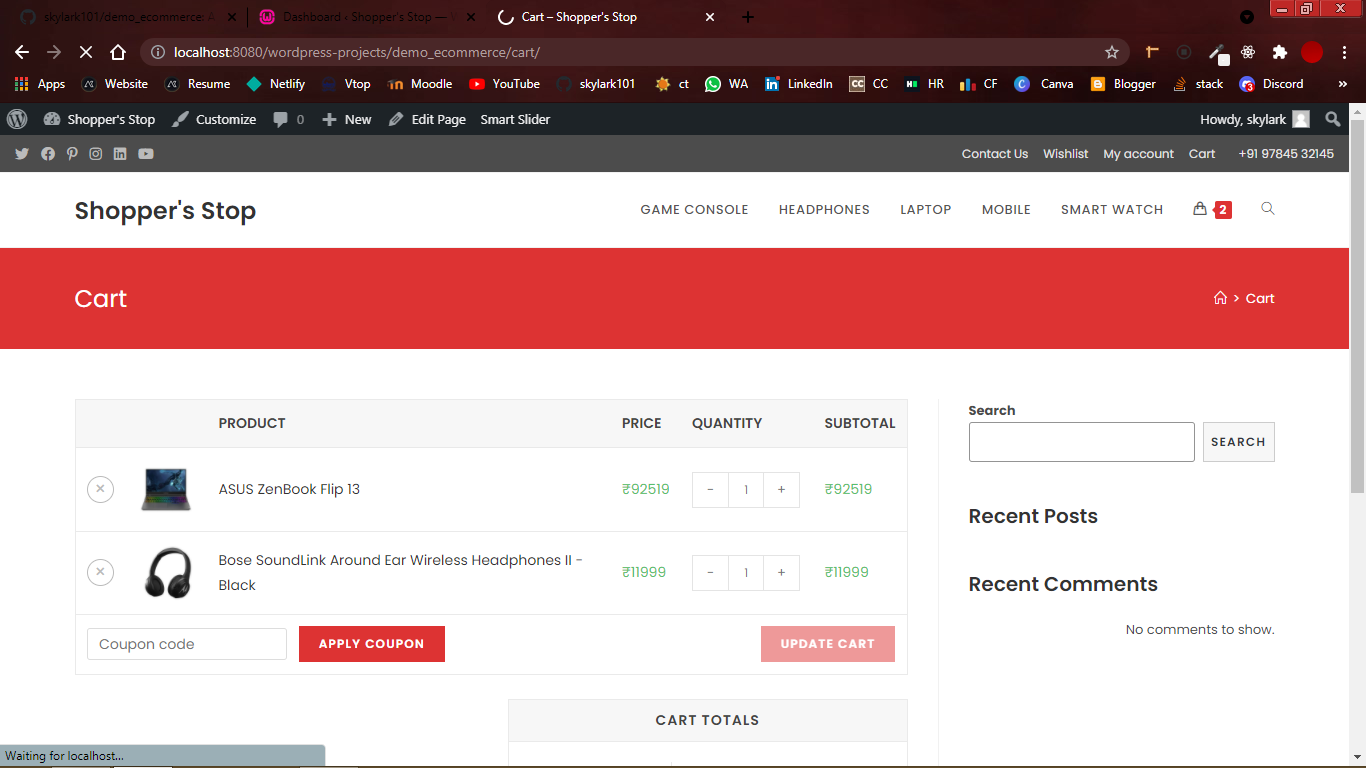 skylark101/demo_ecommerce: A
Dashboard ‹ Shopper's Stop — W
Cart – Shopper's Stop
localhost:8080/wordpress-projects/demo_ecommerce/cart/
Apps Website Resume Netlify Vtop Moodle YouTube skylark101 ct WA LinkedIn CC HR CF Canva Blogger stack Discord »
Shopper's Stop Customize 0 New Edit Page Smart Slider Howdy, skylark
Contact Us Wishlist My account Cart +91 97845 32145
Shopper's Stop GAME CONSOLE HEADPHONES LAPTOP MOBILE SMART WATCH 2
Cart > Cart
PRODUCT PRICE QUANTITY SUBTOTAL
× ASUS ZenBook Flip 13 ₹92519 - 1 + ₹92519
× Bose SoundLink Around Ear Wireless Headphones II -
Black ₹11999 - 1 + ₹11999
Coupon code APPLY COUPON UPDATE CART
CART TOTALS
Search
SEARCH
Recent Posts
Recent Comments
No comments to show.
Waiting for localhost...